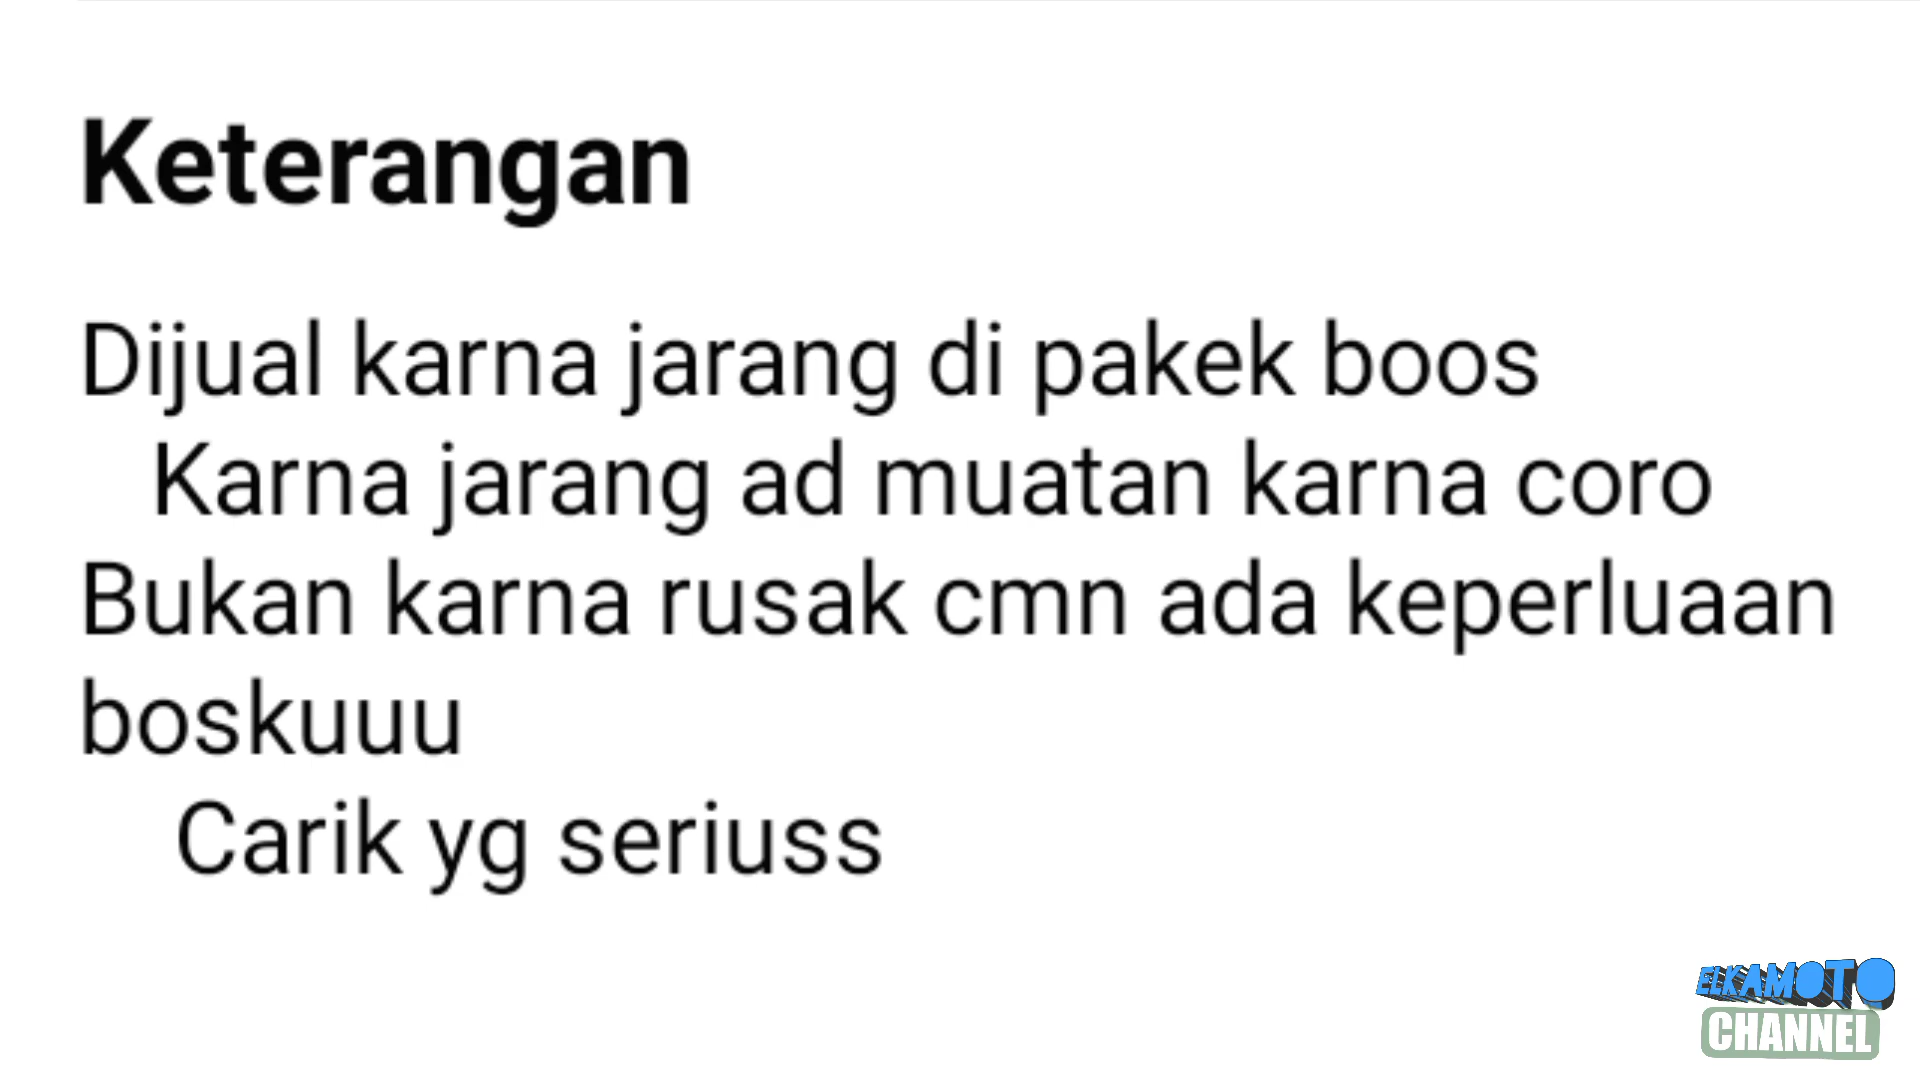 Keterangan
Dijual karna jarang di pakek boos
Karna jarang ad muatan karna coro
Bukan karna rusak cmn ada keperluaan
boskuuu
Carik yg seriuss
ELKAMOTO
CHANNEL